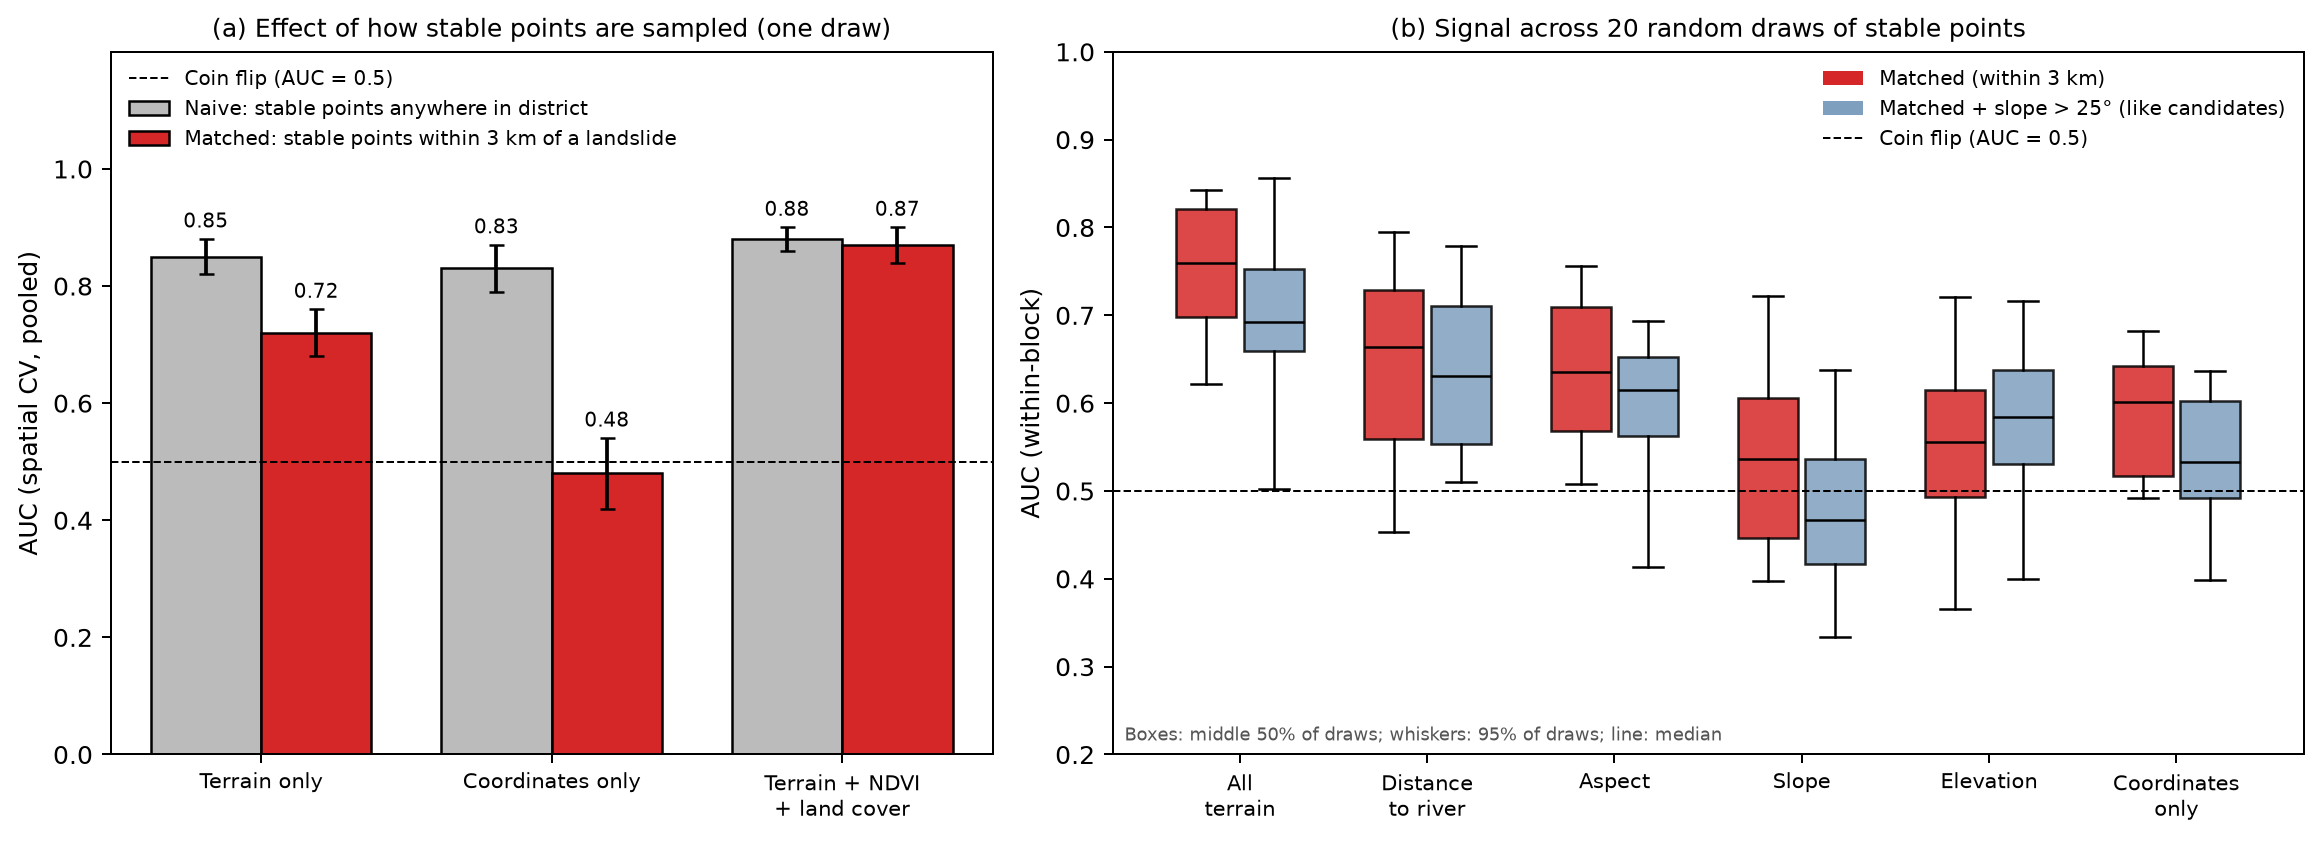 (a) Effect of how stable points are sampled (one draw)
Coin flip (AUC = 0.5)
Naive: stable points anywhere in district
Matched: stable points within 3 km of a landslide
AUC (spatial CV, pooled)
1.0
0.8
0.6
0.4
0.2
0.0
0.85
0.72
0.83
0.48
0.88
0.87
Terrain only
Coordinates only
Terrain + NDVI
+ land cover
(b) Signal across 20 random draws of stable points
Matched (within 3 km)
Matched + slope > 25° (like candidates)
Coin flip (AUC = 0.5)
AUC (within-block)
1.0
0.9
0.8
0.7
0.6
0.5
0.4
0.3
0.2
Boxes: middle 50% of draws; whiskers: 95% of draws; line: median
All
terrain
Distance
to river
Aspect
Slope
Elevation
Coordinates
only